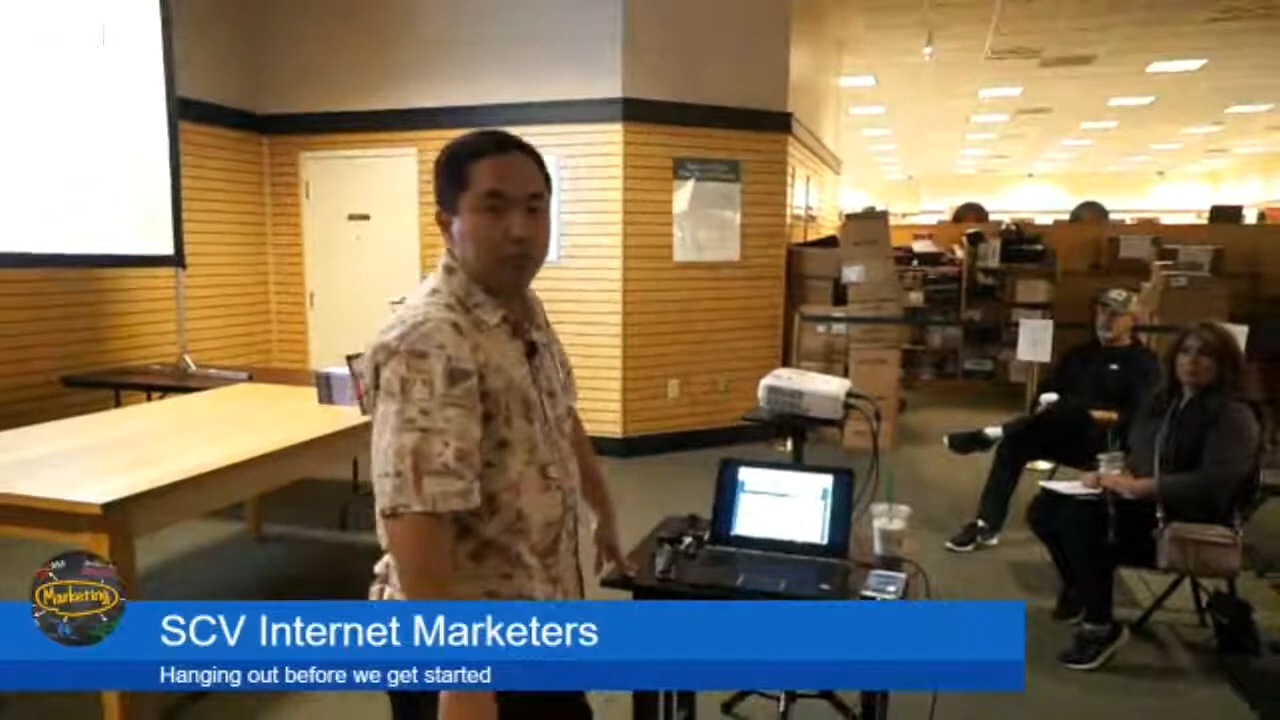 Marketing
SCV Internet Marketers
Hanging out before we get started